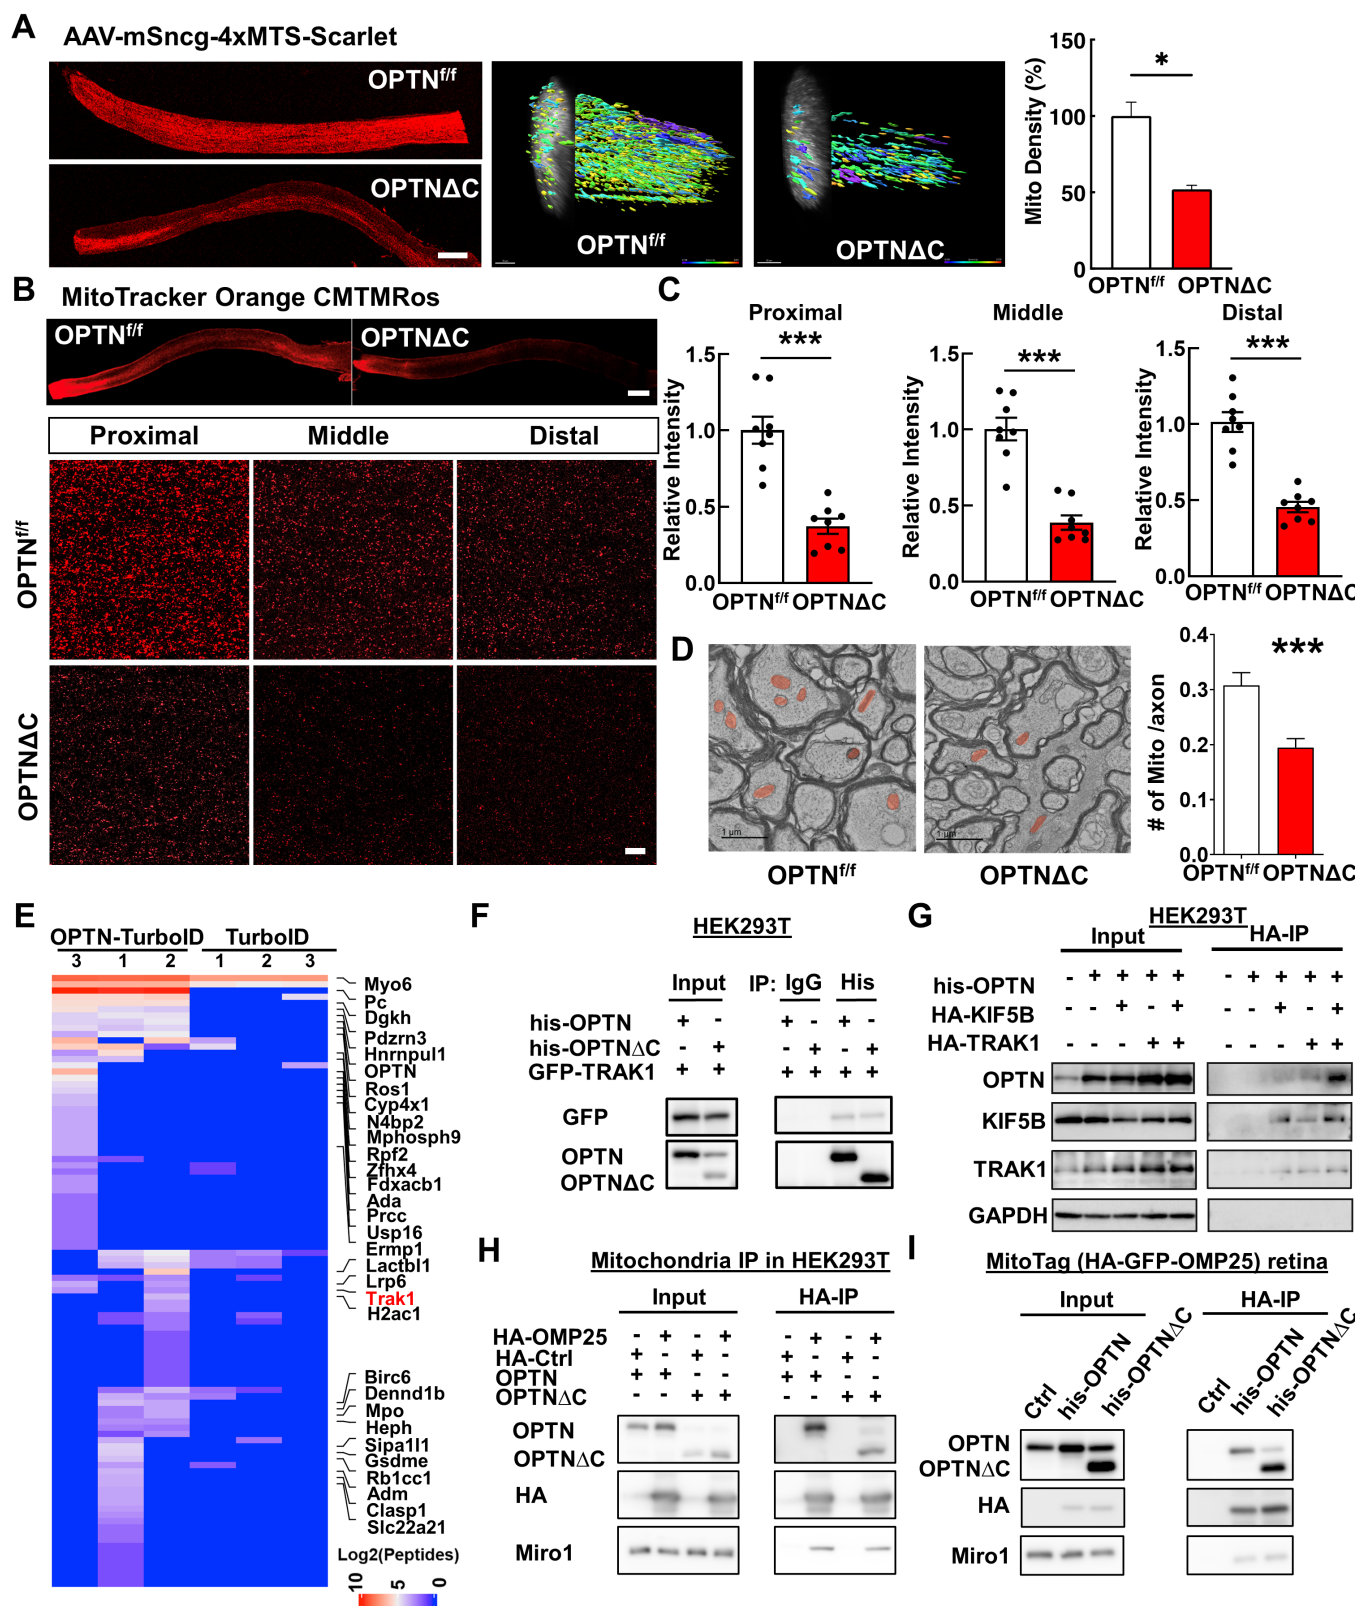 A
AAV-mSncg-4xMTS-Scarlet
OPTNf/f
OPTNΔC
OPTNf/f
OPTNΔC
Mito Density (%)
150
100
50
0
*
OPTNf/f OPTNΔC
B
MitoTracker Orange CMTMRos
OPTNf/f
OPTNΔC
Proximal Middle Distal
OPTNf/f
OPTNΔC
C
Proximal
***
Relative Intensity
1.5
1.0
0.5
0.0
OPTNf/f OPTNΔC
Middle
***
Relative Intensity
1.5
1.0
0.5
0.0
OPTNf/f OPTNΔC
Distal
***
Relative Intensity
1.5
1.0
0.5
0.0
OPTNf/f OPTNΔC
D
1 μm
1 μm
OPTNf/f
OPTNΔC
# of Mito /axon
0.4
0.3
0.2
0.1
0.0
***
OPTNf/f OPTNΔC
E
OPTN-TurboID TurboID
3 1 2 1 2 3
Myo6
Pc
Dgkh
Pdzrn3
Hnrnpul1
OPTN
Ros1
Cyp4x1
N4bp2
Mphosph9
Rpf2
Zfhx4
Fdxacb1
Ada
Prcc
Usp16
Ermp1
Lactbl1
Lrp6
Trak1
H2ac1
Birc6
Dennd1b
Mpo
Heph
Sipa1l1
Gsdme
Rb1cc1
Adm
Clasp1
Slc22a21
Log2(Peptides)
10 5 0
F
HEK293T
Input IP: IgG His
his-OPTN + - + - + -
his-OPTNΔC - + - + - +
GFP-TRAK1 + + + + + +
GFP
OPTN
OPTNΔC
G
HEK293T
Input HA-IP
his-OPTN - + + + + - + + + +
HA-KIF5B - - + - + - - + - +
HA-TRAK1 - - - + + - - - + +
OPTN
KIF5B
TRAK1
GAPDH
H
Mitochondria IP in HEK293T
Input HA-IP
HA-OMP25 - + - + - + - +
HA-Ctrl + - + - + - + -
OPTN + + - - + + - -
OPTNΔC - - + + - - + +
OPTN
OPTNΔC
HA
Miro1
I
MitoTag (HA-GFP-OMP25) retina
Input HA-IP
Ctrl his-OPTN his-OPTNΔC Ctrl his-OPTN his-OPTNΔC
OPTN
OPTNΔC
HA
Miro1